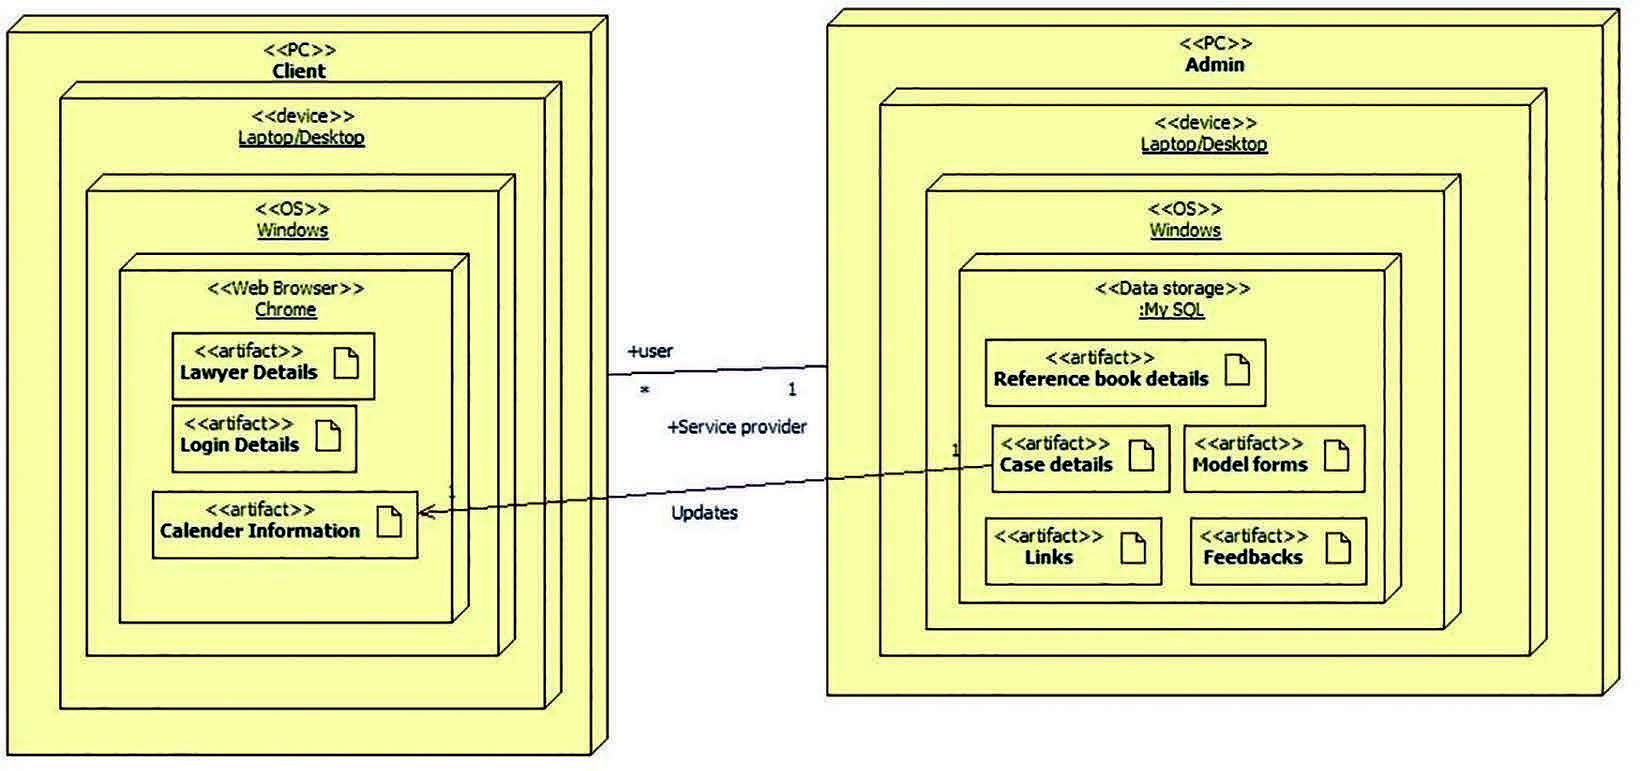 <<PC>>
Client
<<device>>
Laptop/Desktop
<<OS>>
Windows
<<Web Browser>>
Chrome
<<artifact>>
Lawyer Details
<<artifact>>
Login Details
<<artifact>>
Calender Information
1
+user
*
1
+Service provider
Updates
<<PC>>
Admin
<<device>>
Laptop/Desktop
<<OS>>
Windows
<<Data storage>>
:My SQL
<<artifact>>
Reference book details
1
<<artifact>>
Case details
<<artifact>>
Model forms
<<artifact>>
Links
<<artifact>>
Feedbacks